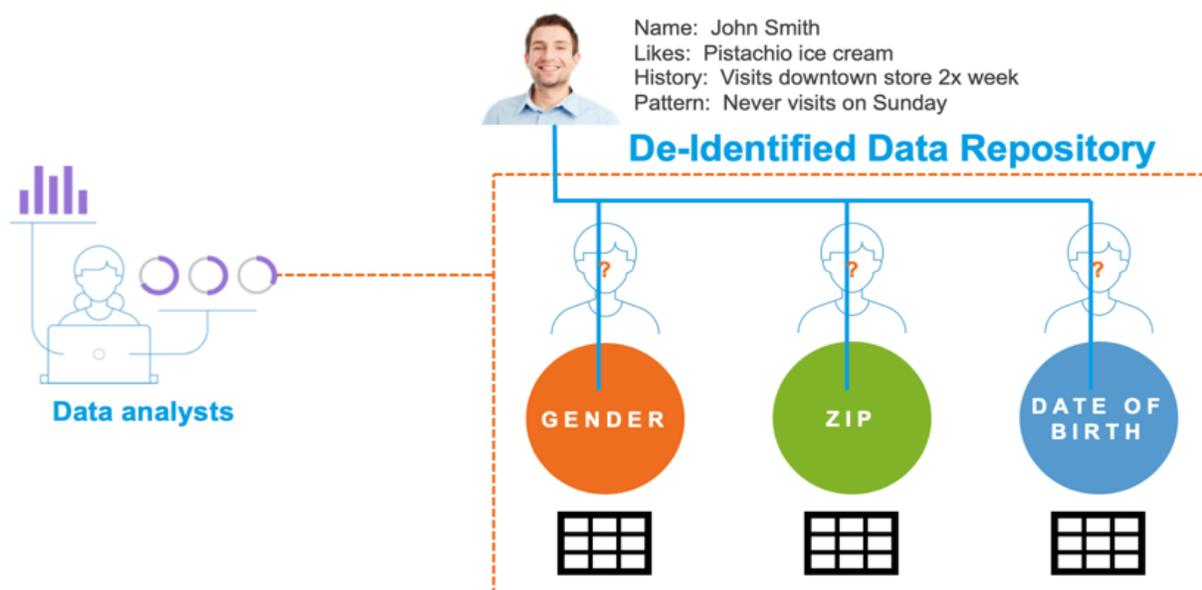 Name: John Smith
Likes: Pistachio ice cream
History: Visits downtown store 2x week
Pattern: Never visits on Sunday
De-Identified Data Repository
?
?
?
Data analysts
GENDER
ZIP
DATE OF
BIRTH